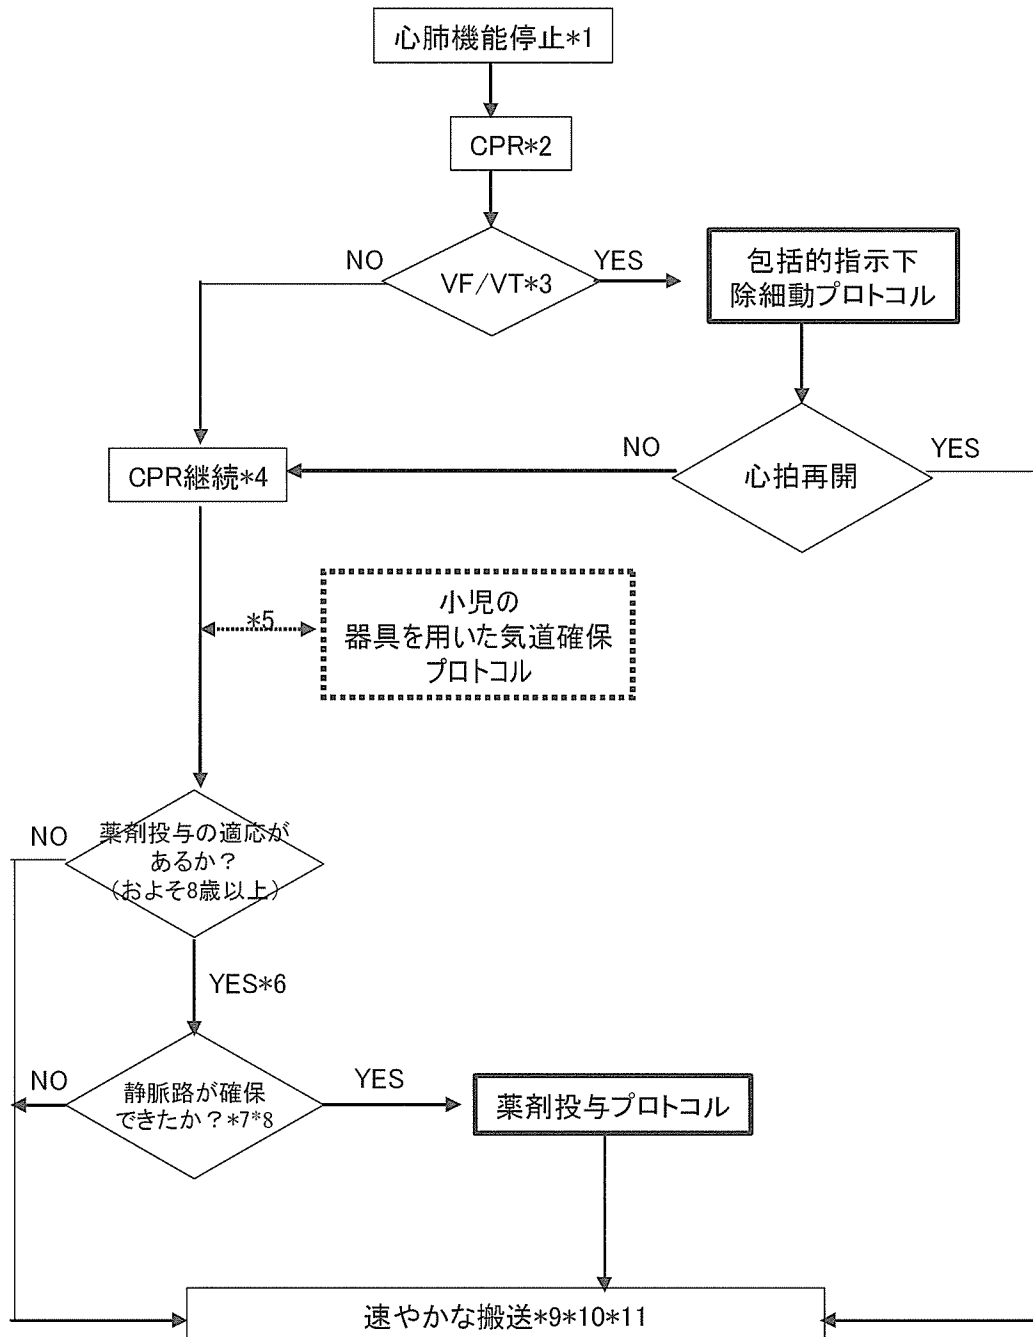 心肺機能停止*1
CPR*2
NO
VF/VT*3
YES
包括的指示下
除細動プロトコル
CPR継続*4
NO
心拍再開
YES
*5
小児の
器具を用いた気道確保
プロトコル
NO
薬剤投与の適応が
あるか?
(およそ8歳以上)
YES*6
NO
静脈路が確保
できたか?*7*8
YES
薬剤投与プロトコル
速やかな搬送*9*10*11